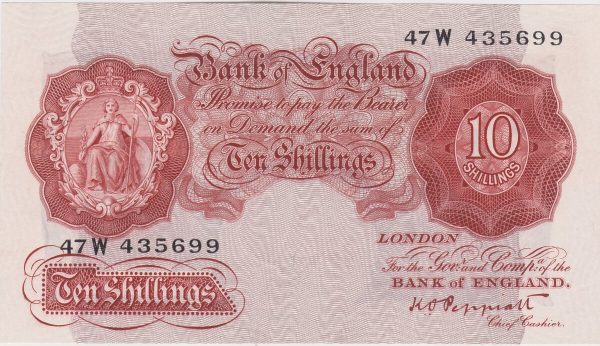 47W 435699
Bank of England
Promise to pay the Bearer
on Demand the sum of
Ten Shillings
10
SHILLINGS
47W 435699
Ten Shillings
LONDON
For the Gov.r and Comp.a of the
BANK OF ENGLAND,
K O Peppiatt
Chief Cashier.